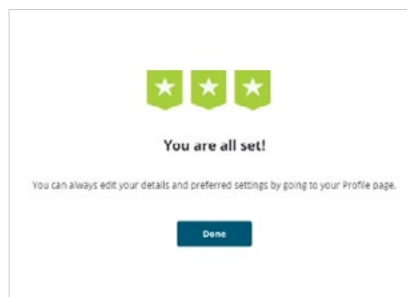 You are all set!
You can always edit your details and preferred settings by going to your Profile page.
Done